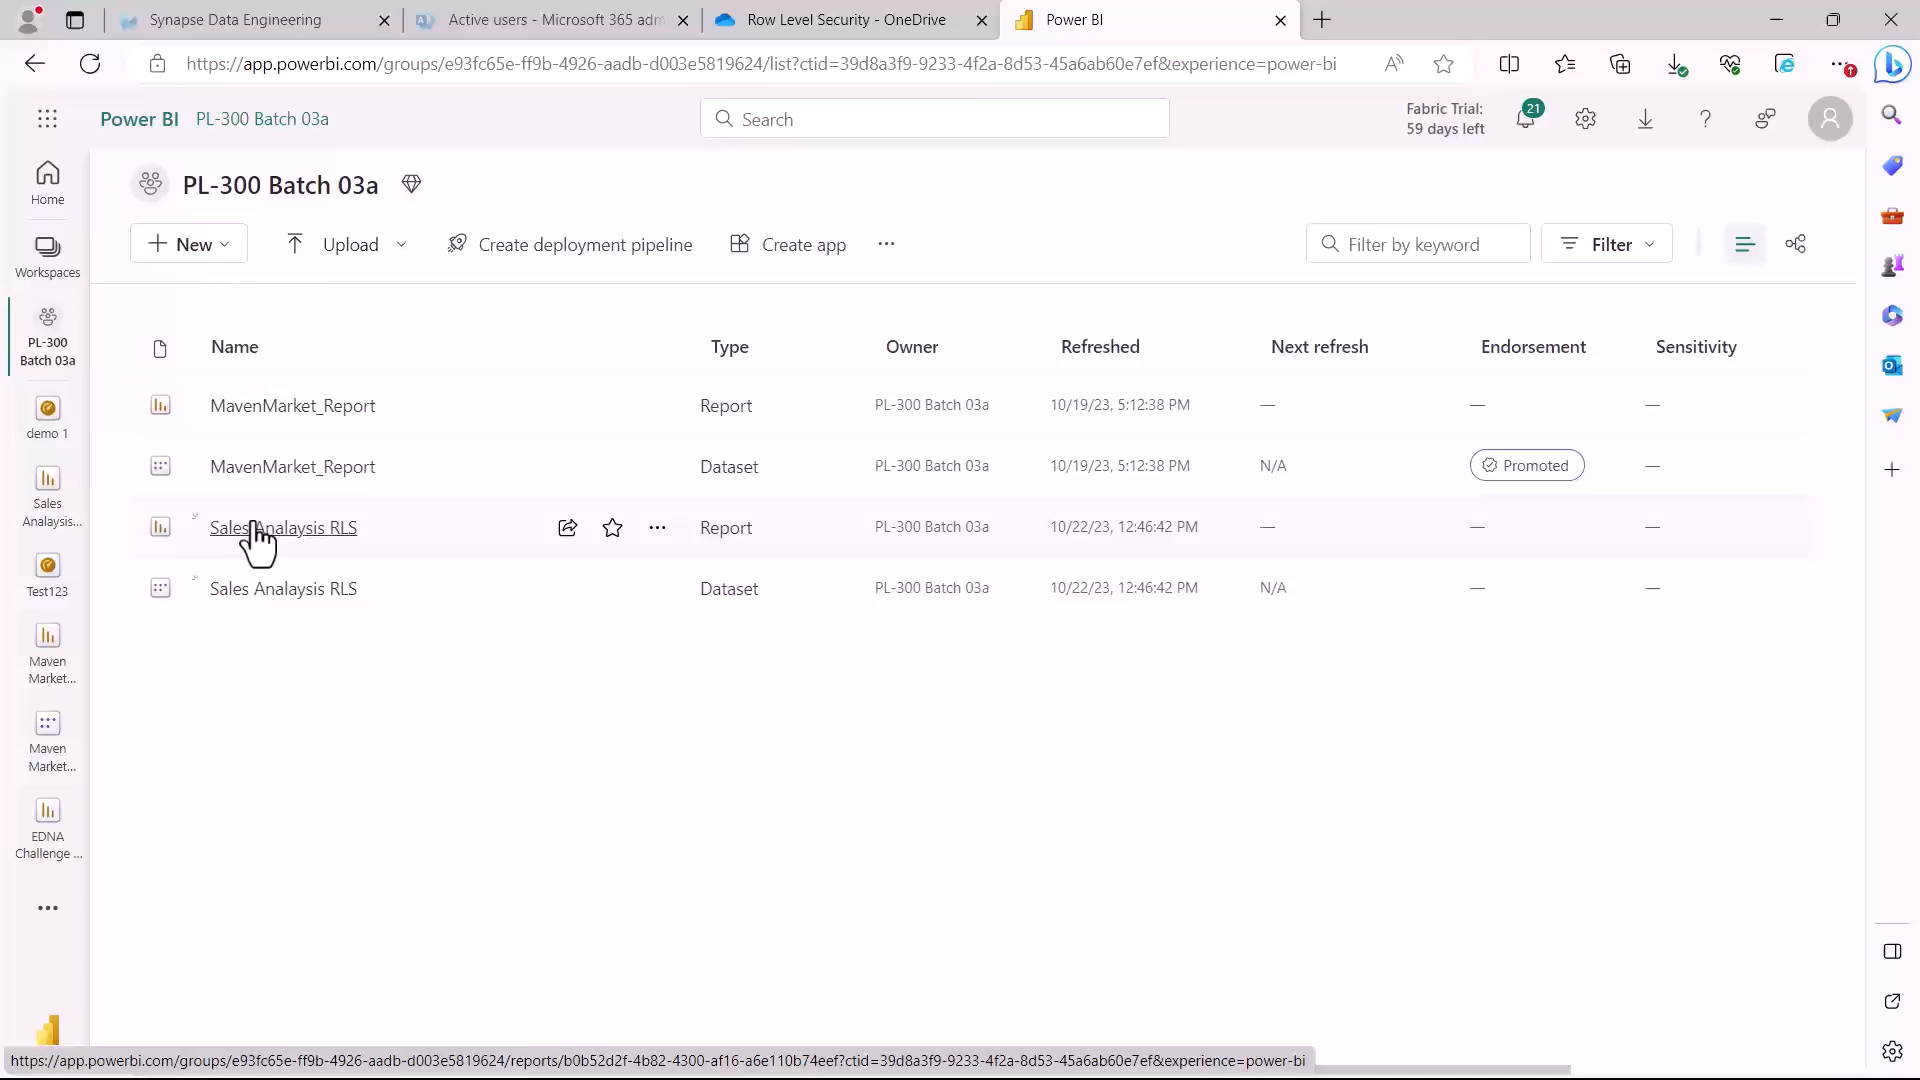 Synapse Data Engineering
Active users - Microsoft 365 adm
Row Level Security - OneDrive
Power BI
https://app.powerbi.com/groups/e93fc65e-ff9b-4926-aadb-d003e5819624/list?ctid=39d8a3f9-9233-4f2a-8d53-45a6ab60e7ef&experience=power-bi
Power BI PL-300 Batch 03a
Search
Fabric Trial:
59 days left
21
PL-300 Batch 03a
New
Upload
Create deployment pipeline
Create app
Filter by keyword
Filter
Home
Workspaces
PL-300
Batch 03a
demo 1
Sales
Analaysis...
Test123
Maven
Market...
Maven
Market...
EDNA
Challenge ...
Name Type Owner Refreshed Next refresh Endorsement Sensitivity
MavenMarket_Report Report PL-300 Batch 03a 10/19/23, 5:12:38 PM — — —
MavenMarket_Report Dataset PL-300 Batch 03a 10/19/23, 5:12:38 PM N/A Promoted —
Sales Analaysis RLS Report PL-300 Batch 03a 10/22/23, 12:46:42 PM — — —
Sales Analaysis RLS Dataset PL-300 Batch 03a 10/22/23, 12:46:42 PM N/A — —
https://app.powerbi.com/groups/e93fc65e-ff9b-4926-aadb-d003e5819624/reports/b0b52d2f-4b82-4300-af16-a6e110b74eef?ctid=39d8a3f9-9233-4f2a-8d53-45a6ab60e7ef&experience=power-bi